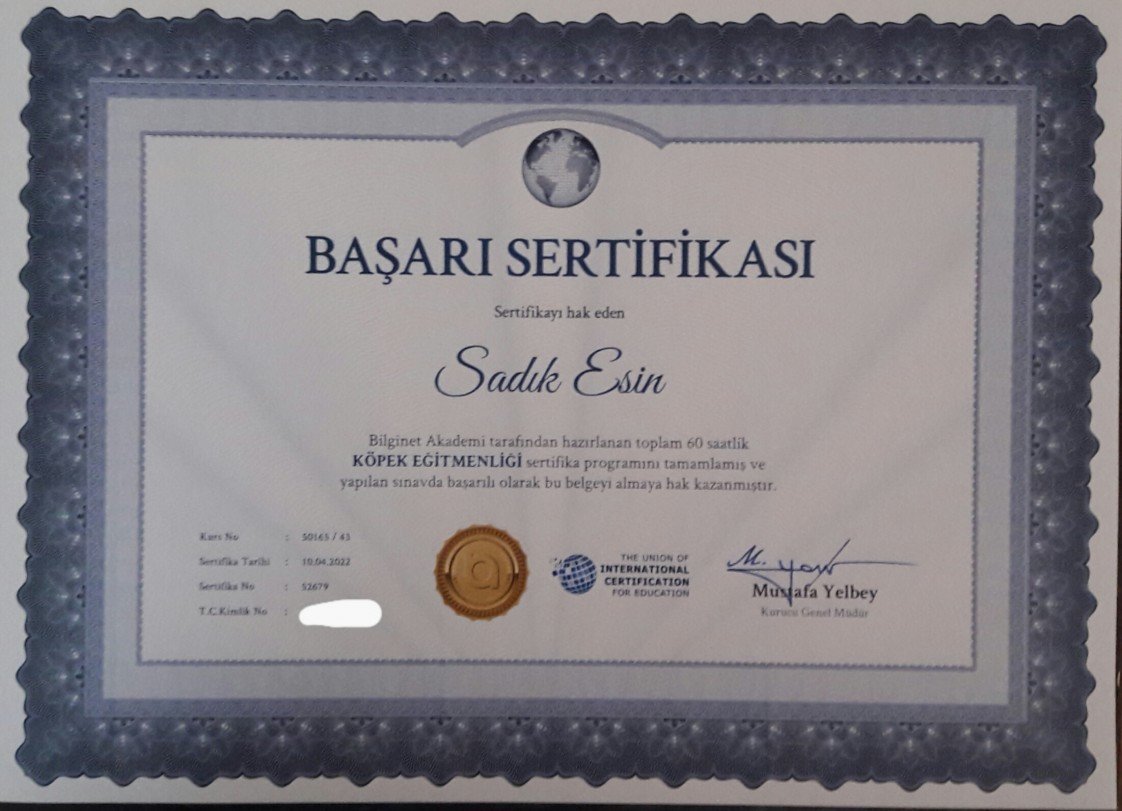 BAŞARI SERTİFİKASI
Sertifikayı hak eden
Sadık Esin
Bilginet Akademi tarafından hazırlanan toplam 60 saatlik
KÖPEK EĞİTMENLİĞİ sertifika programını tamamlamış ve
yapılan sınavda başarılı olarak bu belgeyi almaya hak kazanmıştır.
Kurs No : 50165 / 43
Sertifika Tarihi : 10.04.2022
Sertifika No : 52679
T.C.Kimlik No :
a
THE UNION OF
INTERNATIONAL
CERTIFICATION
FOR EDUCATION
Mustafa Yelbey
Kurucu Genel Müdür